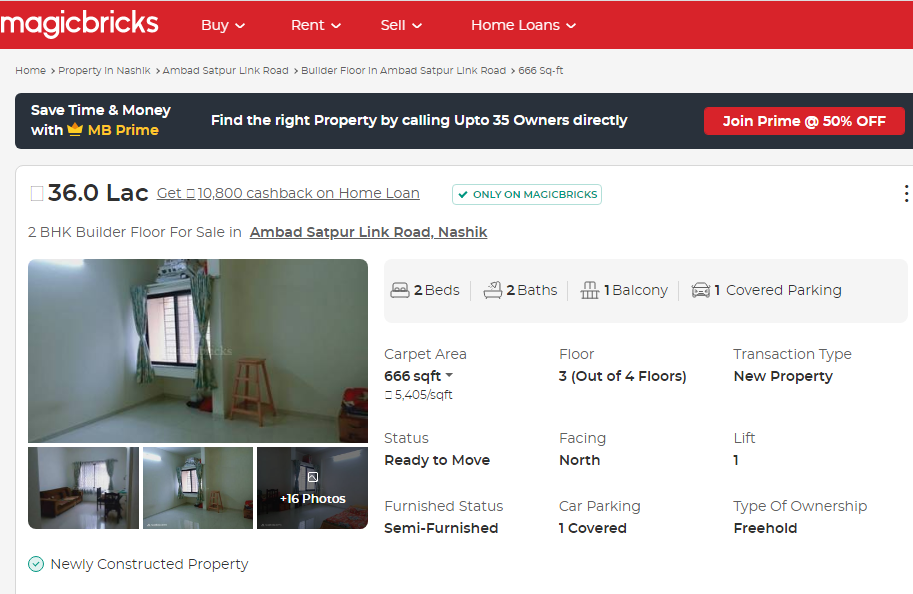 magicbricks
Buy
Rent
Sell
Home Loans
Home > Property in Nashik > Ambad Satpur Link Road > Builder Floor in Ambad Satpur Link Road > 666 Sq-ft
Save Time & Money
with MB Prime
Find the right Property by calling Upto 35 Owners directly
Join Prime @ 50% OFF
36.0 Lac
Get 10,800 cashback on Home Loan
ONLY ON MAGICBRICKS
2 BHK Builder Floor For Sale in Ambad Satpur Link Road, Nashik
2 Beds
2 Baths
1 Balcony
1 Covered Parking
Carpet Area
666 sqft
5,405/sqft
Floor
3 (Out of 4 Floors)
Transaction Type
New Property
Status
Ready to Move
Facing
North
Lift
1
Furnished Status
Semi-Furnished
Car Parking
1 Covered
Type Of Ownership
Freehold
+16 Photos
Newly Constructed Property